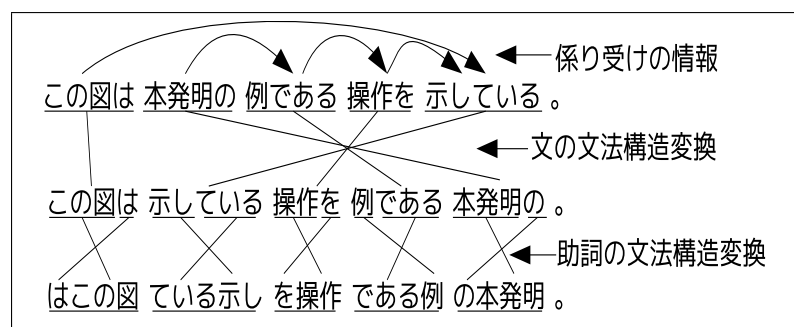 係り受けの情報
この図は 本発明の 例である 操作を 示している 。
文の文法構造変換
この図は 示している 操作を 例である 本発明の 。
助詞の文法構造変換
はこの図 ている示し を操作 である例 の本発明 。